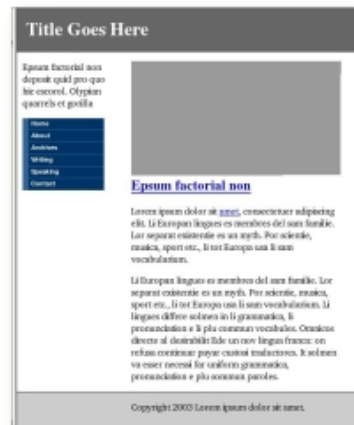 Title Goes Here
Epsum factorial non
deposit quid pro quo
hic escorol. Olypian
quarrels et gorilla
Home
About
Archives
Writing
Speaking
Contact
Epsum factorial non
Lorem ipsum dolor sit amet, consectetuer adipiscing
elit. Li Europan lingues es membres del sam familie.
Lor separat existentie es un myth. Por scientie,
musica, sport etc., li tot Europa usa li sam
vocabularium.
Li Europan lingues es membres del sam familie. Lor
separat existentie es un myth. Por scientie, musica,
sport etc., li tot Europa usa li sam vocabularium. Li
lingues differe solmen in li grammatica, li
pronunciation e li plu commun vocabules. Omnicos
directe al desirabilit Ede un nov lingua franca: on
refusa continuar payar custosi traductores. It solmen
va esser necessi far uniform grammatica,
pronunciation e plu sommun paroles.
Copyright 2003 Lorem ipsum dolor sit amet.